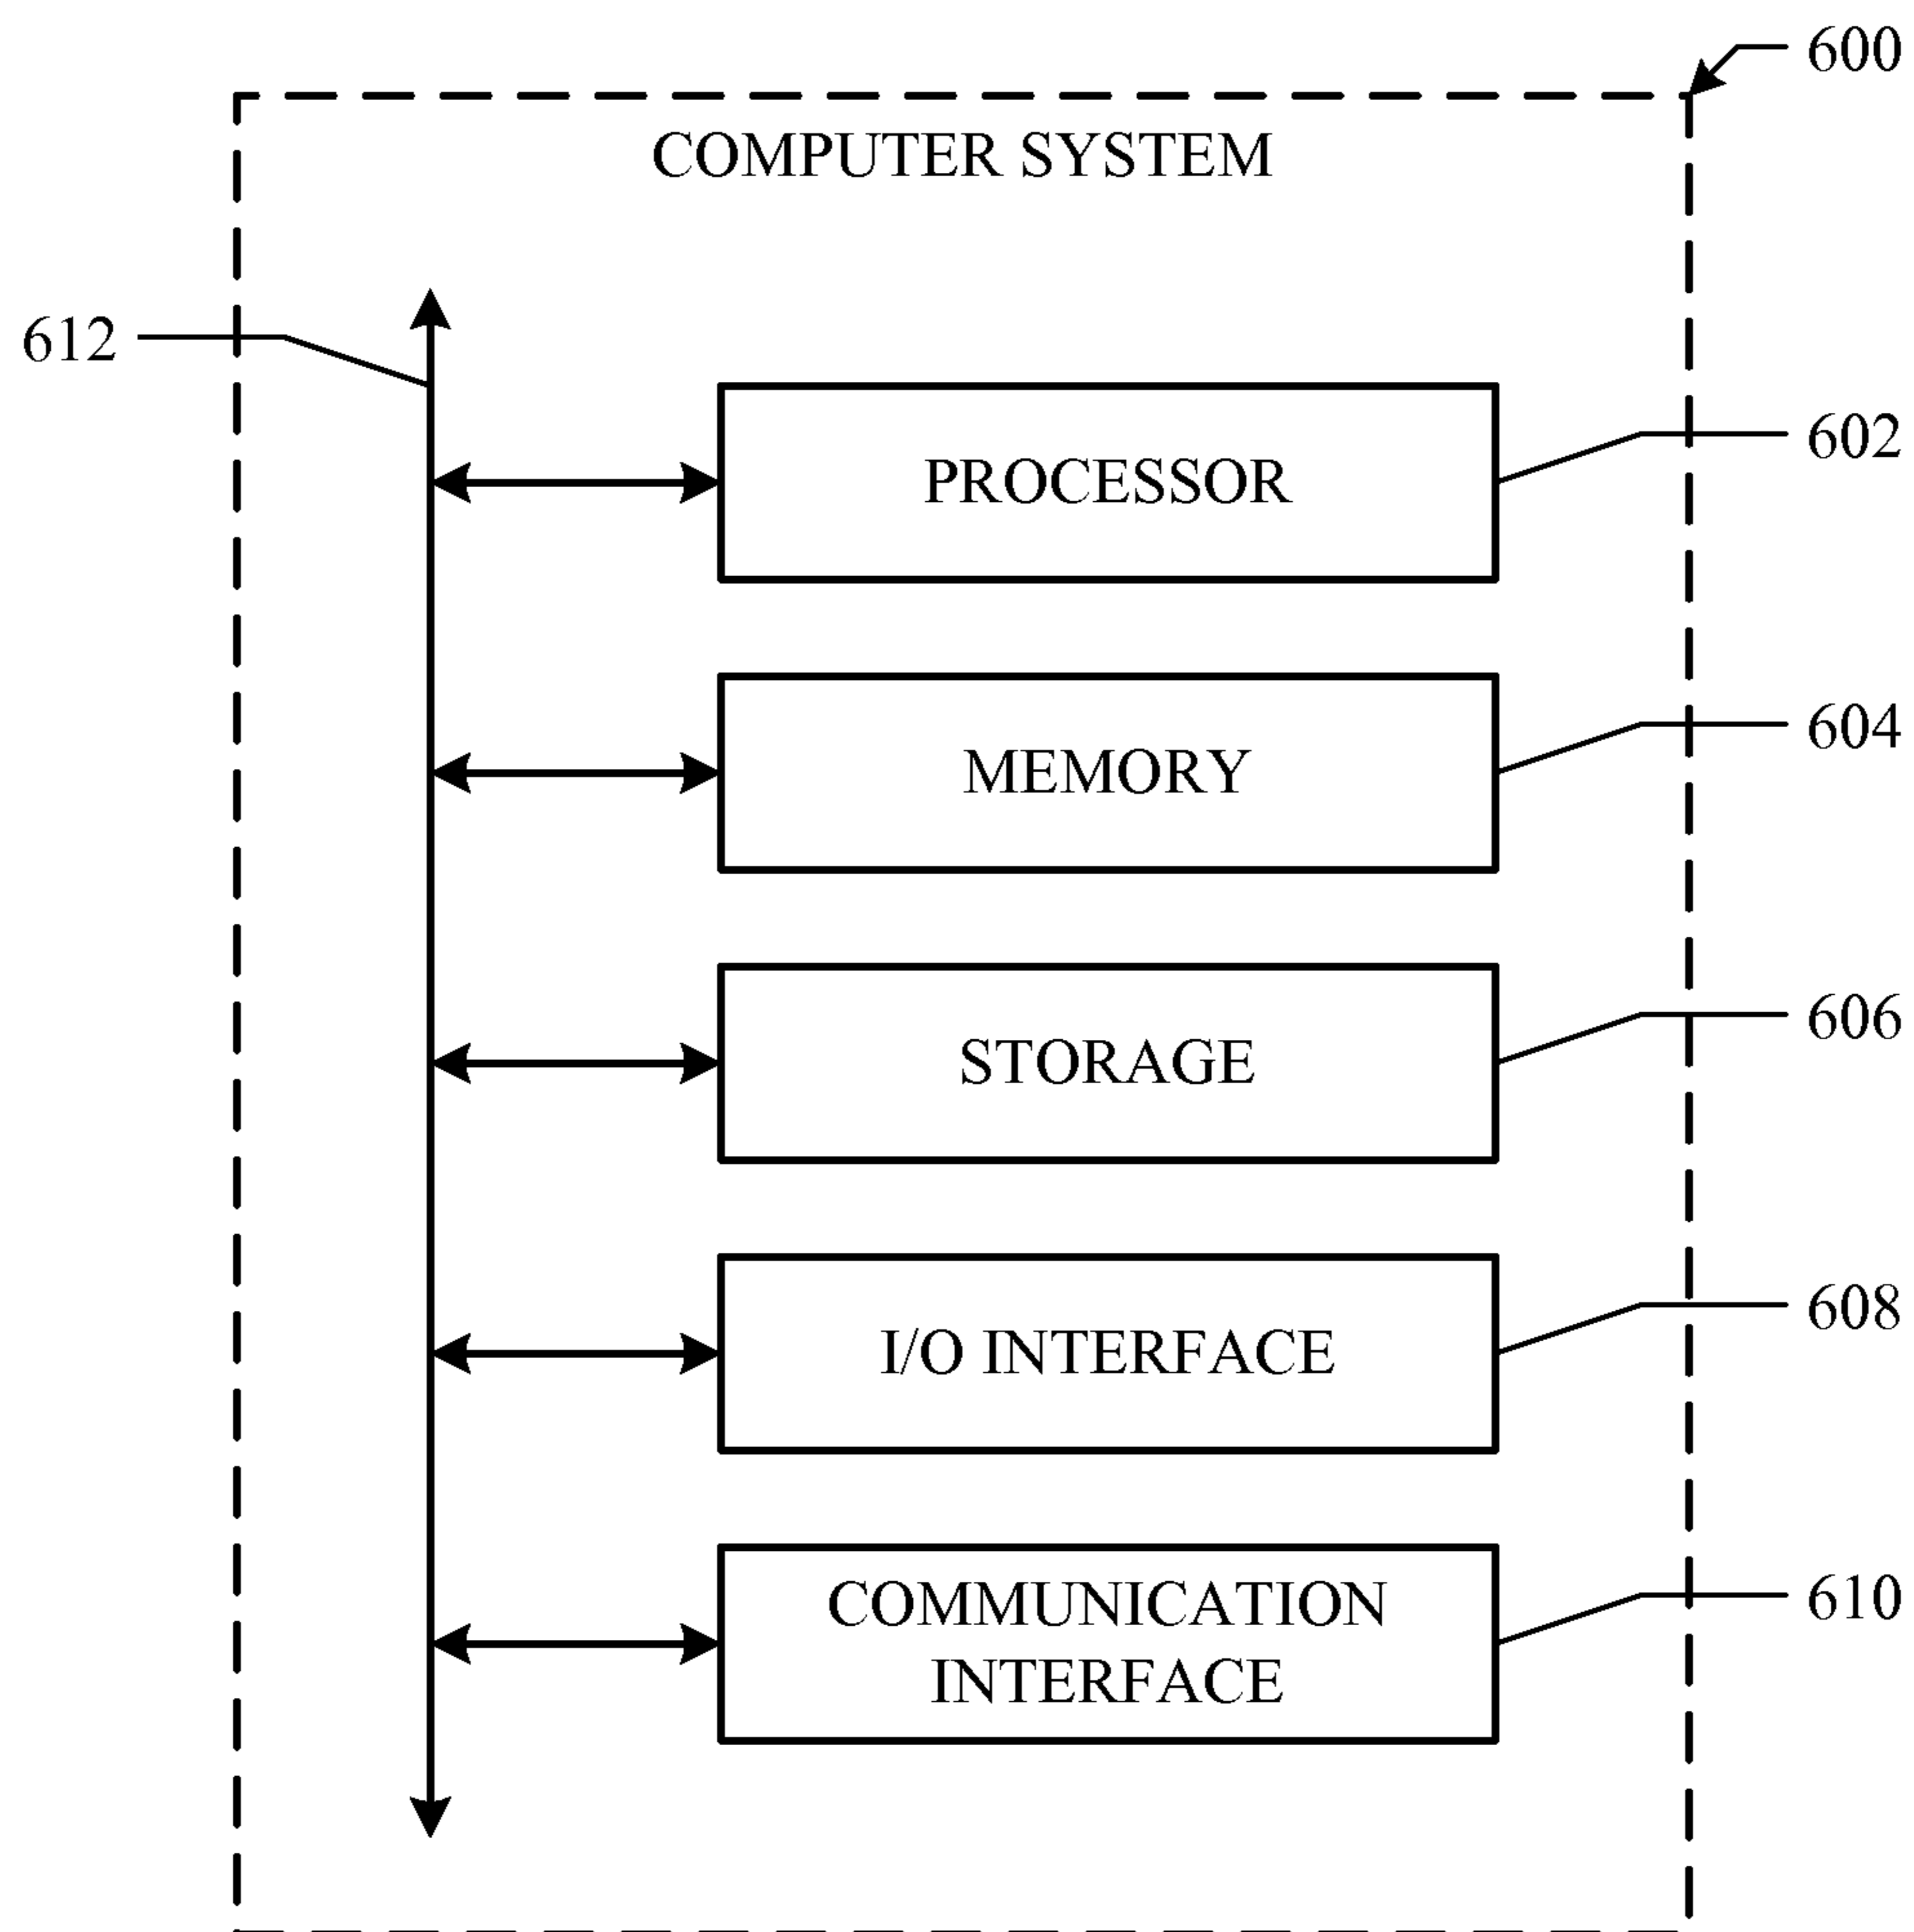 600
COMPUTER SYSTEM
612
602
PROCESSOR
604
MEMORY
606
STORAGE
608
I/O INTERFACE
610
COMMUNICATION
INTERFACE